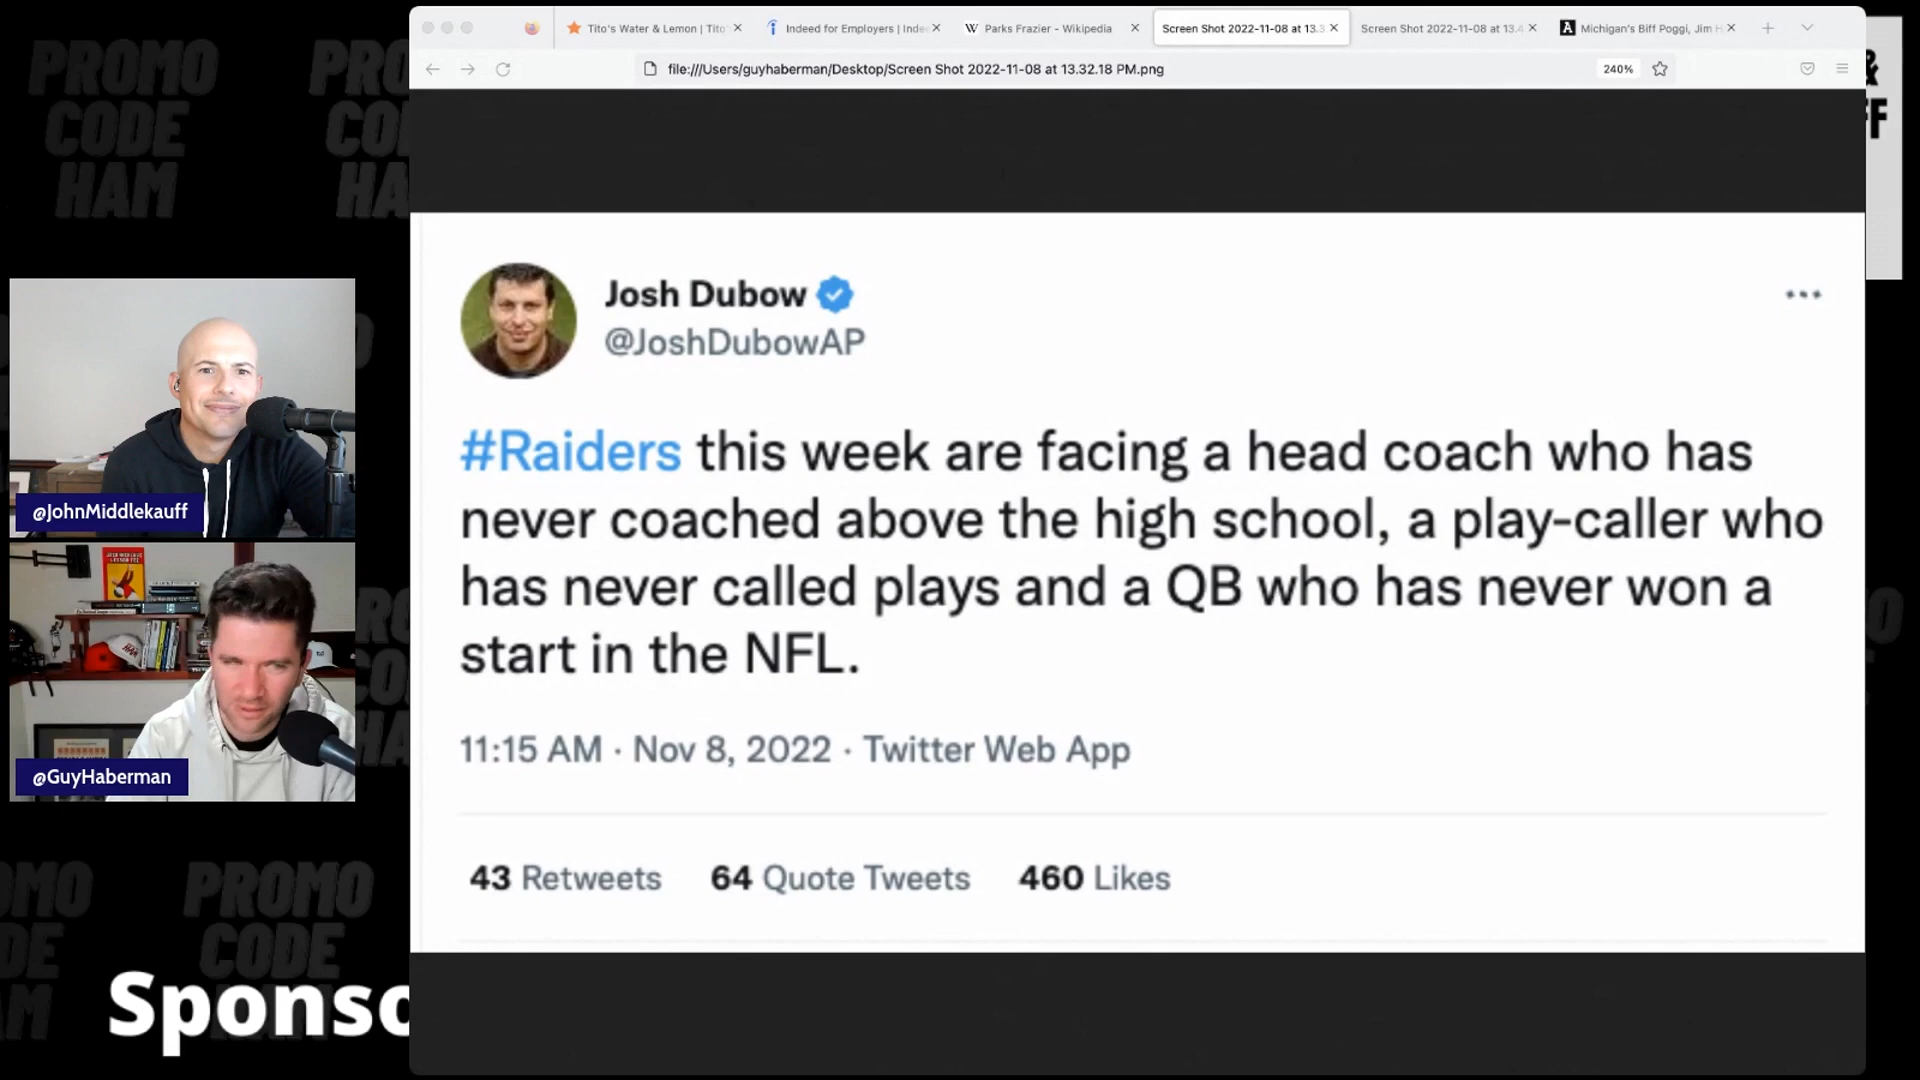 PROMO
CODE
HAM
Tito's Water & Lemon | Tito
Indeed for Employers | Inde
Parks Frazier - Wikipedia
Screen Shot 2022-11-08 at 13.3
Screen Shot 2022-11-08 at 13.4
Michigan's Biff Poggi, Jim H
file:///Users/guyhaberman/Desktop/Screen Shot 2022-11-08 at 13.32.18 PM.png
240%
Josh Dubow
@JoshDubowAP
#Raiders this week are facing a head coach who has
never coached above the high school, a play-caller who
has never called plays and a QB who has never won a
start in the NFL.
11:15 AM · Nov 8, 2022 · Twitter Web App
43 Retweets 64 Quote Tweets 460 Likes
@JohnMiddlekauff
@GuyHaberman
PROMO
CODE
HAM
Sponso